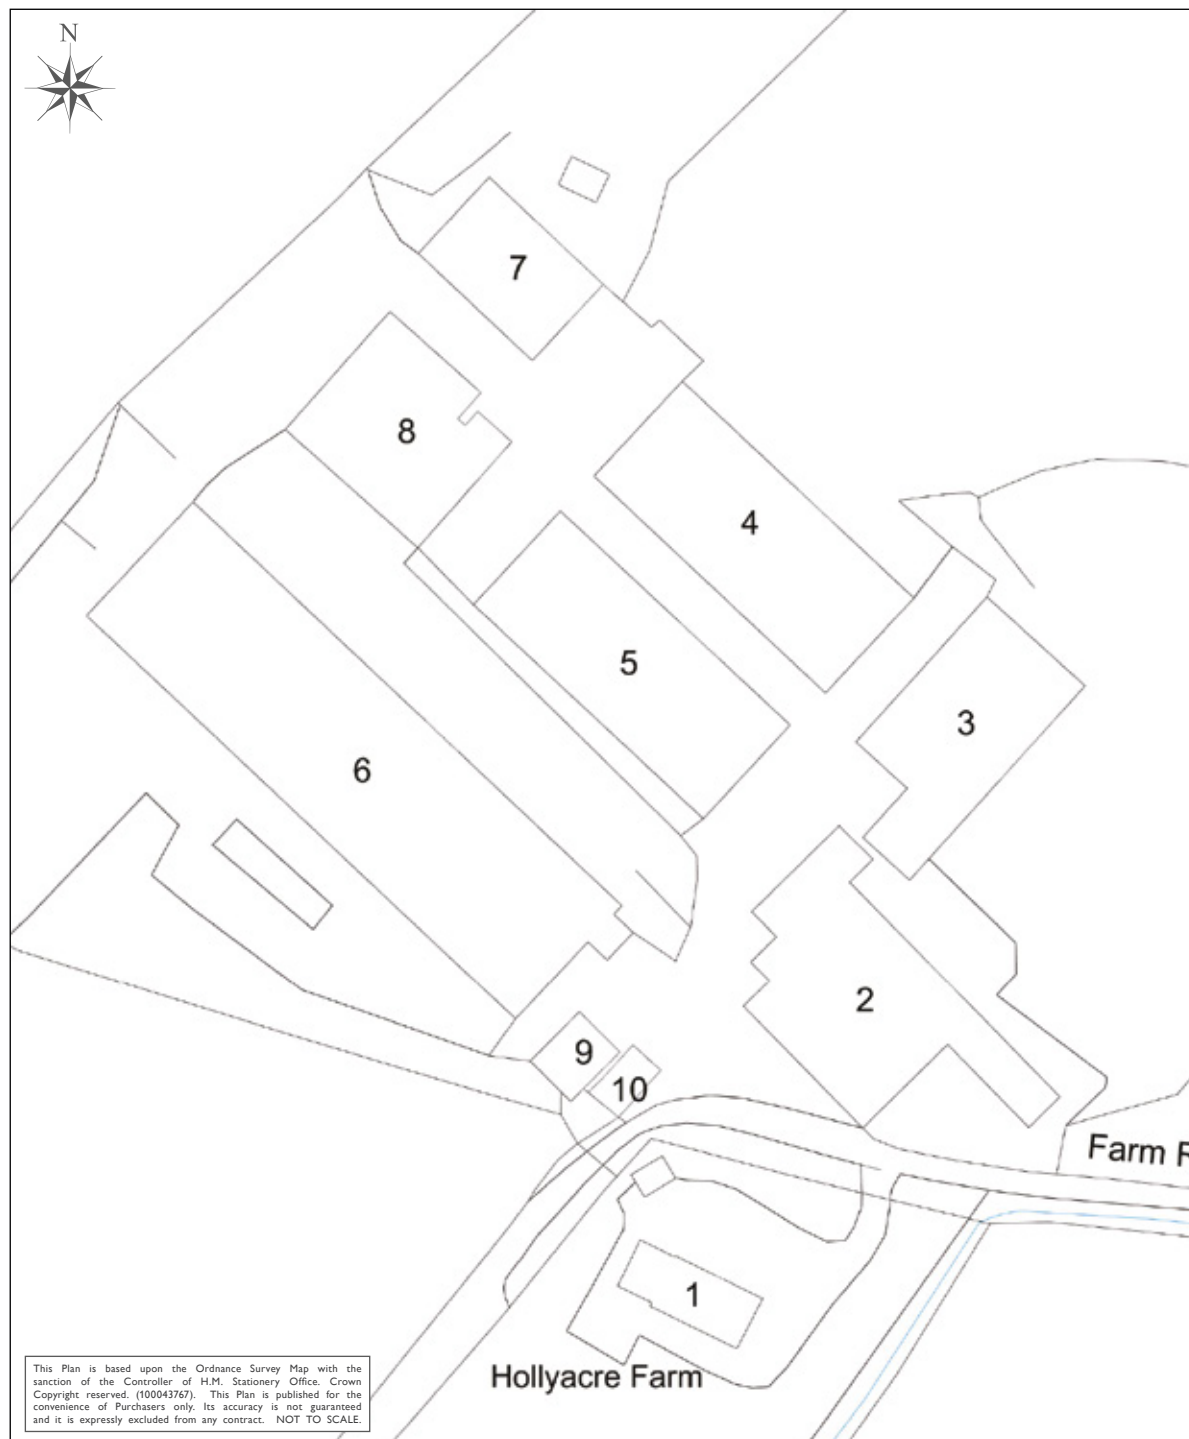 N
7
8
4
5
3
6
2
9
10
Farm R
1
Hollyacre Farm
This Plan is based upon the Ordnance Survey Map with the
sanction of the Controller of H.M. Stationery Office. Crown
Copyright reserved. (100043767). This Plan is published for the
convenience of Purchasers only. Its accuracy is not guaranteed
and it is expressly excluded from any contract. NOT TO SCALE.